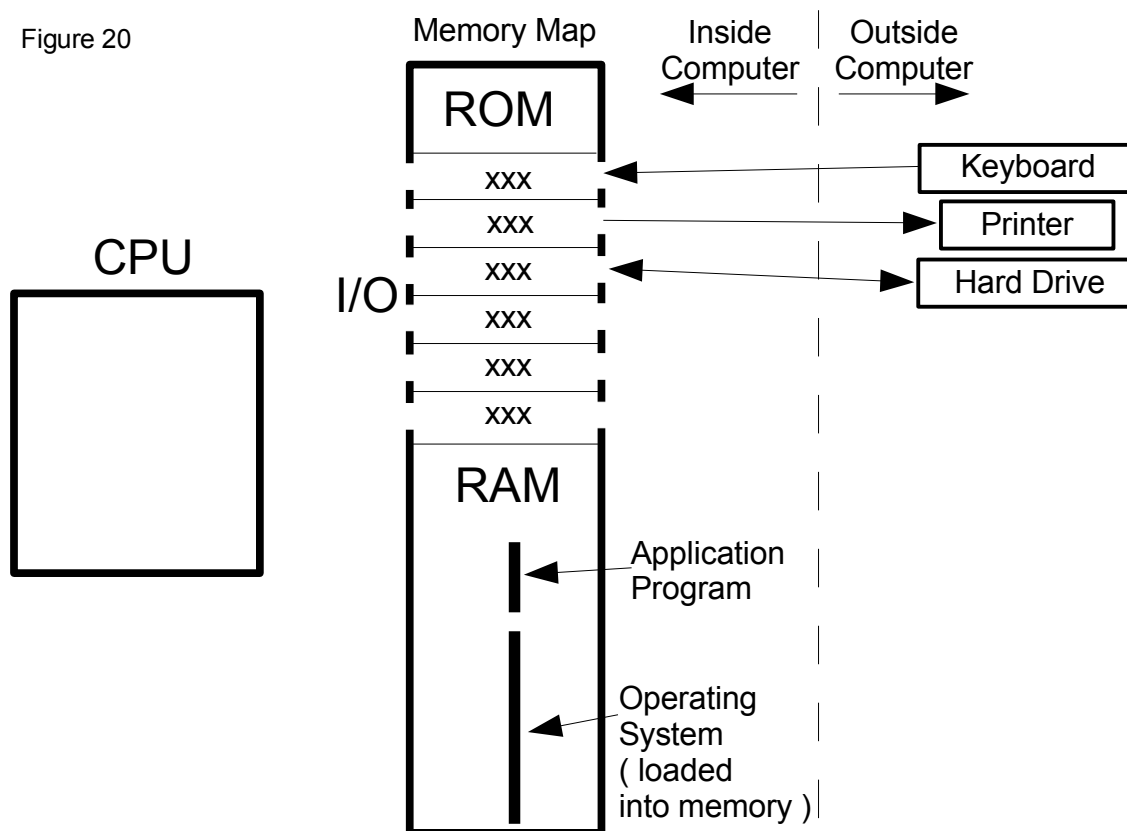 Figure 20
Memory Map
Inside
Computer
Outside
Computer
ROM
xxx
xxx
xxx
xxx
xxx
xxx
I/O
CPU
Keyboard
Printer
Hard Drive
RAM
Application
Program
Operating
System
( loaded
into memory )